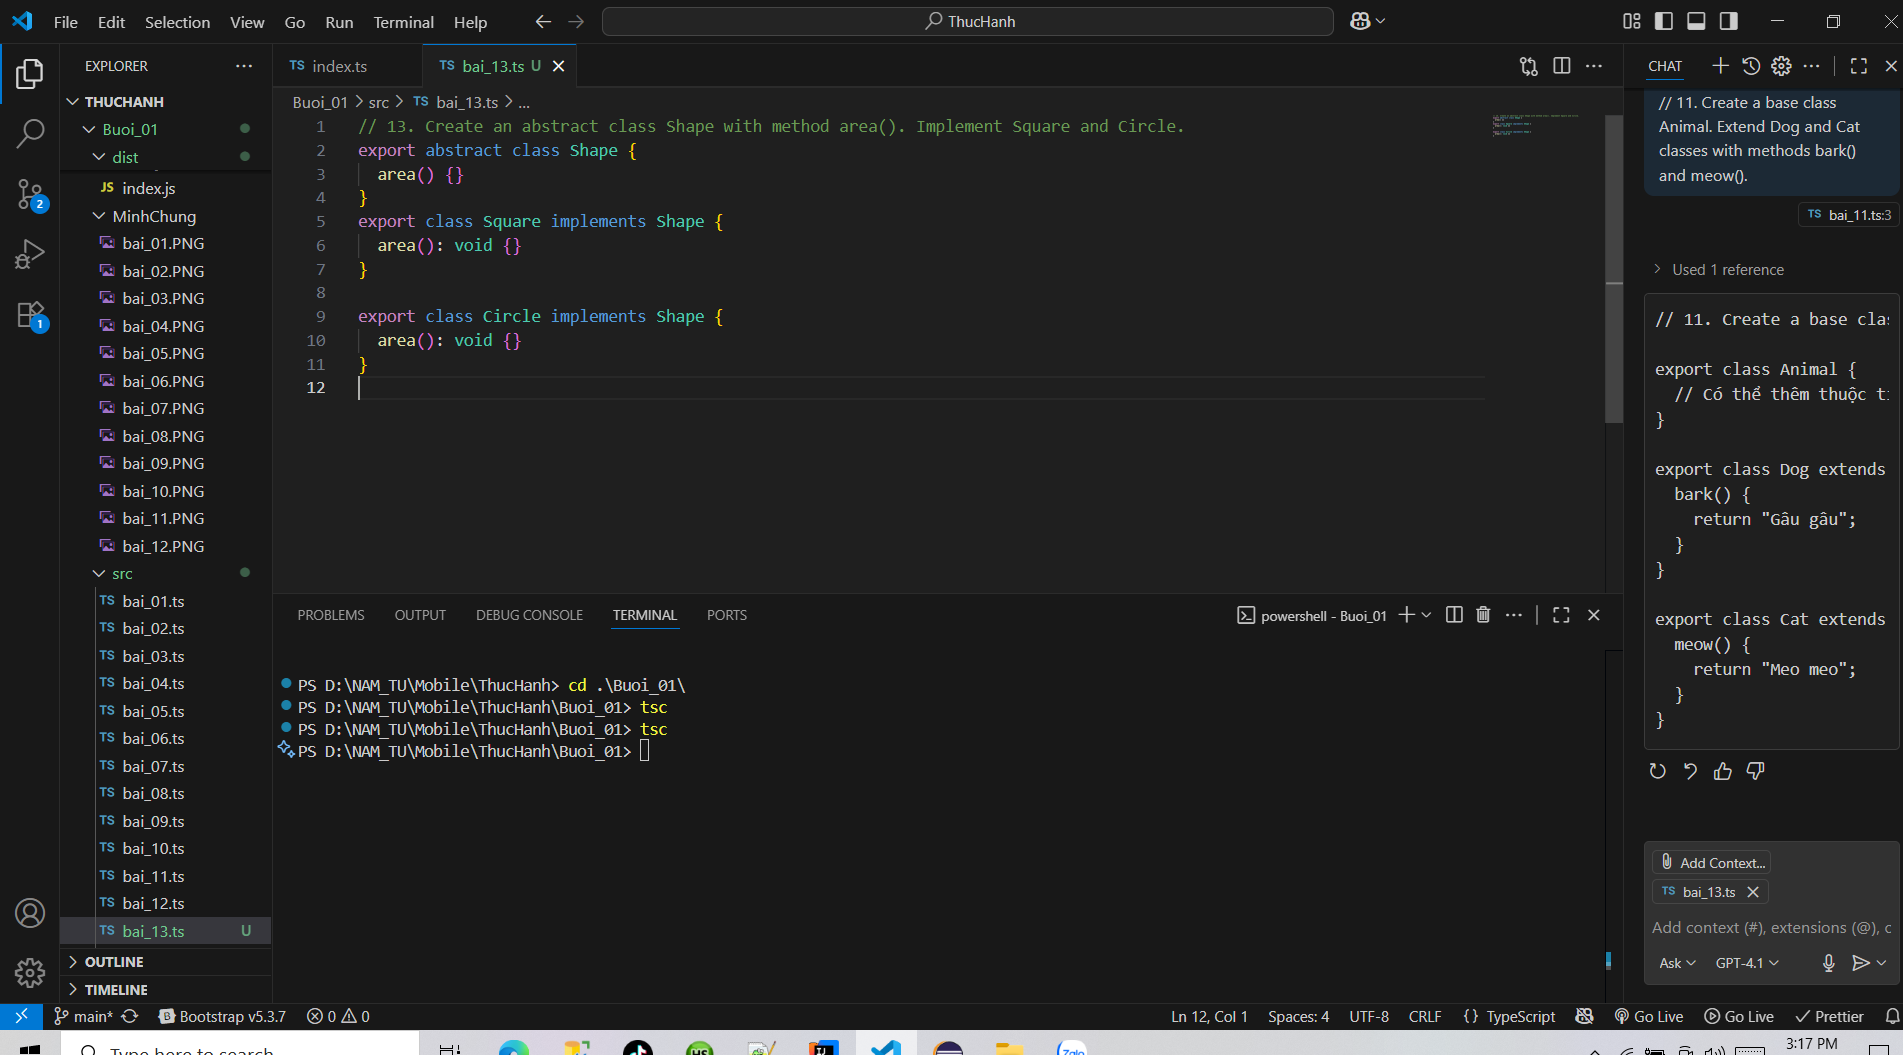 File Edit Selection View Go Run Terminal Help
ThucHanh
EXPLORER
THUCHANH
Buoi_01
dist
JS index.js
MinhChung
bai_01.PNG
bai_02.PNG
bai_03.PNG
bai_04.PNG
bai_05.PNG
bai_06.PNG
bai_07.PNG
bai_08.PNG
bai_09.PNG
bai_10.PNG
bai_11.PNG
bai_12.PNG
src
TS bai_01.ts
TS bai_02.ts
TS bai_03.ts
TS bai_04.ts
TS bai_05.ts
TS bai_06.ts
TS bai_07.ts
TS bai_08.ts
TS bai_09.ts
TS bai_10.ts
TS bai_11.ts
TS bai_12.ts
TS bai_13.ts U
OUTLINE
TIMELINE
2
1
TS index.ts
TS bai_13.ts U
Buoi_01 > src > TS bai_13.ts > ...
1 // 13. Create an abstract class Shape with method area(). Implement Square and Circle.
2 export abstract class Shape {
3 area() {}
4 }
5 export class Square implements Shape {
6 area(): void {}
7 }
8
9 export class Circle implements Shape {
10 area(): void {}
11 }
12
PROBLEMS OUTPUT DEBUG CONSOLE TERMINAL PORTS
powershell - Buoi_01
PS D:\NAM_TU\Mobile\ThucHanh> cd .\Buoi_01\
PS D:\NAM_TU\Mobile\ThucHanh\Buoi_01> tsc
PS D:\NAM_TU\Mobile\ThucHanh\Buoi_01> tsc
PS D:\NAM_TU\Mobile\ThucHanh\Buoi_01>
CHAT
// 11. Create a base class
Animal. Extend Dog and Cat
classes with methods bark()
and meow().
TS bai_11.ts:3
Used 1 reference
// 11. Create a base clas
export class Animal {
// Có thể thêm thuộc
}
export class Dog extends
bark() {
return "Gâu gâu";
}
}
export class Cat extends
meow() {
return "Meo meo";
}
}
Add Context...
TS bai_13.ts
Add context (#), extensions (@), c
Ask GPT-4.1
main* Bootstrap v5.3.7 0 0
Ln 12, Col 1 Spaces: 4 UTF-8 CRLF {} TypeScript Go Live Go Live Prettier
Type here to search
Zalo
3:17 PM